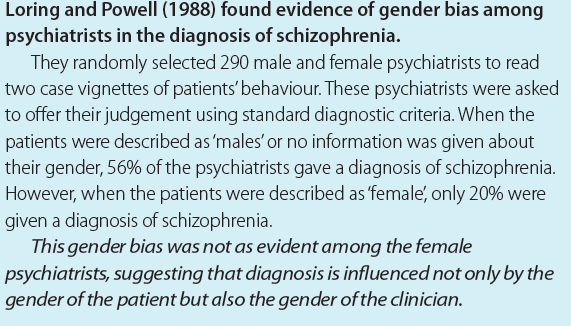 Loring and Powell (1988) found evidence of gender bias among
psychiatrists in the diagnosis of schizophrenia.
They randomly selected 290 male and female psychiatrists to read
two case vignettes of patients’ behaviour. These psychiatrists were asked
to offer their judgement using standard diagnostic criteria. When the
patients were described as ‘males’ or no information was given about
their gender, 56% of the psychiatrists gave a diagnosis of schizophrenia.
However, when the patients were described as ‘female’, only 20% were
given a diagnosis of schizophrenia.
This gender bias was not as evident among the female
psychiatrists, suggesting that diagnosis is influenced not only by the
gender of the patient but also the gender of the clinician.